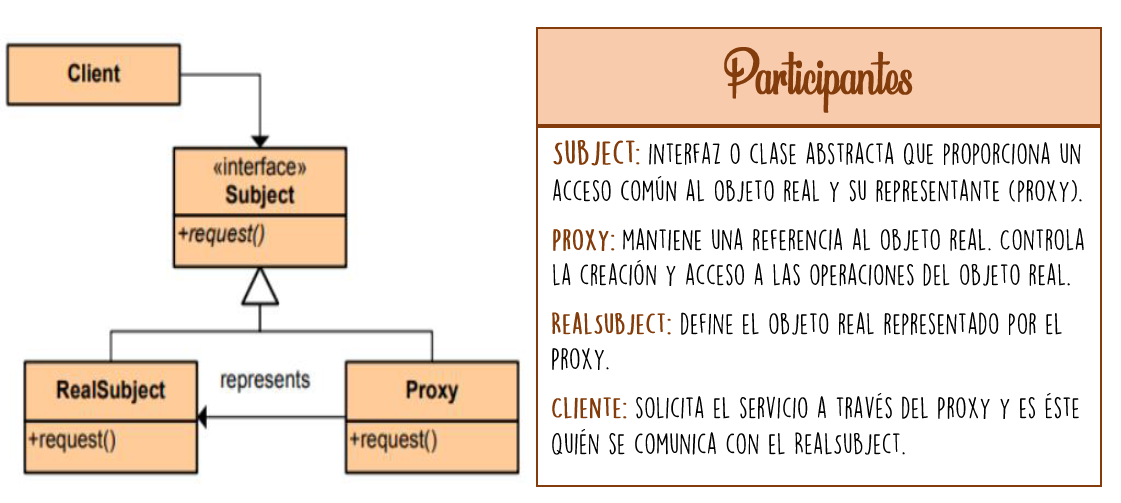 Client
«interface»
Subject
+request()
RealSubject
+request()
represents
Proxy
+request()
Participantes
SUBJECT: INTERFAZ O CLASE ABSTRACTA QUE PROPORCIONA UN
ACCESO COMÚN AL OBJETO REAL Y SU REPRESENTANTE (PROXY).
PROXY: MANTIENE UNA REFERENCIA AL OBJETO REAL. CONTROLA
LA CREACIÓN Y ACCESO A LAS OPERACIONES DEL OBJETO REAL.
REALSUBJECT: DEFINE EL OBJETO REAL REPRESENTADO POR EL
PROXY.
CLIENTE: SOLICITA EL SERVICIO A TRAVÉS DEL PROXY Y ES ÉSTE
QUIÉN SE COMUNICA CON EL REALSUBJECT.